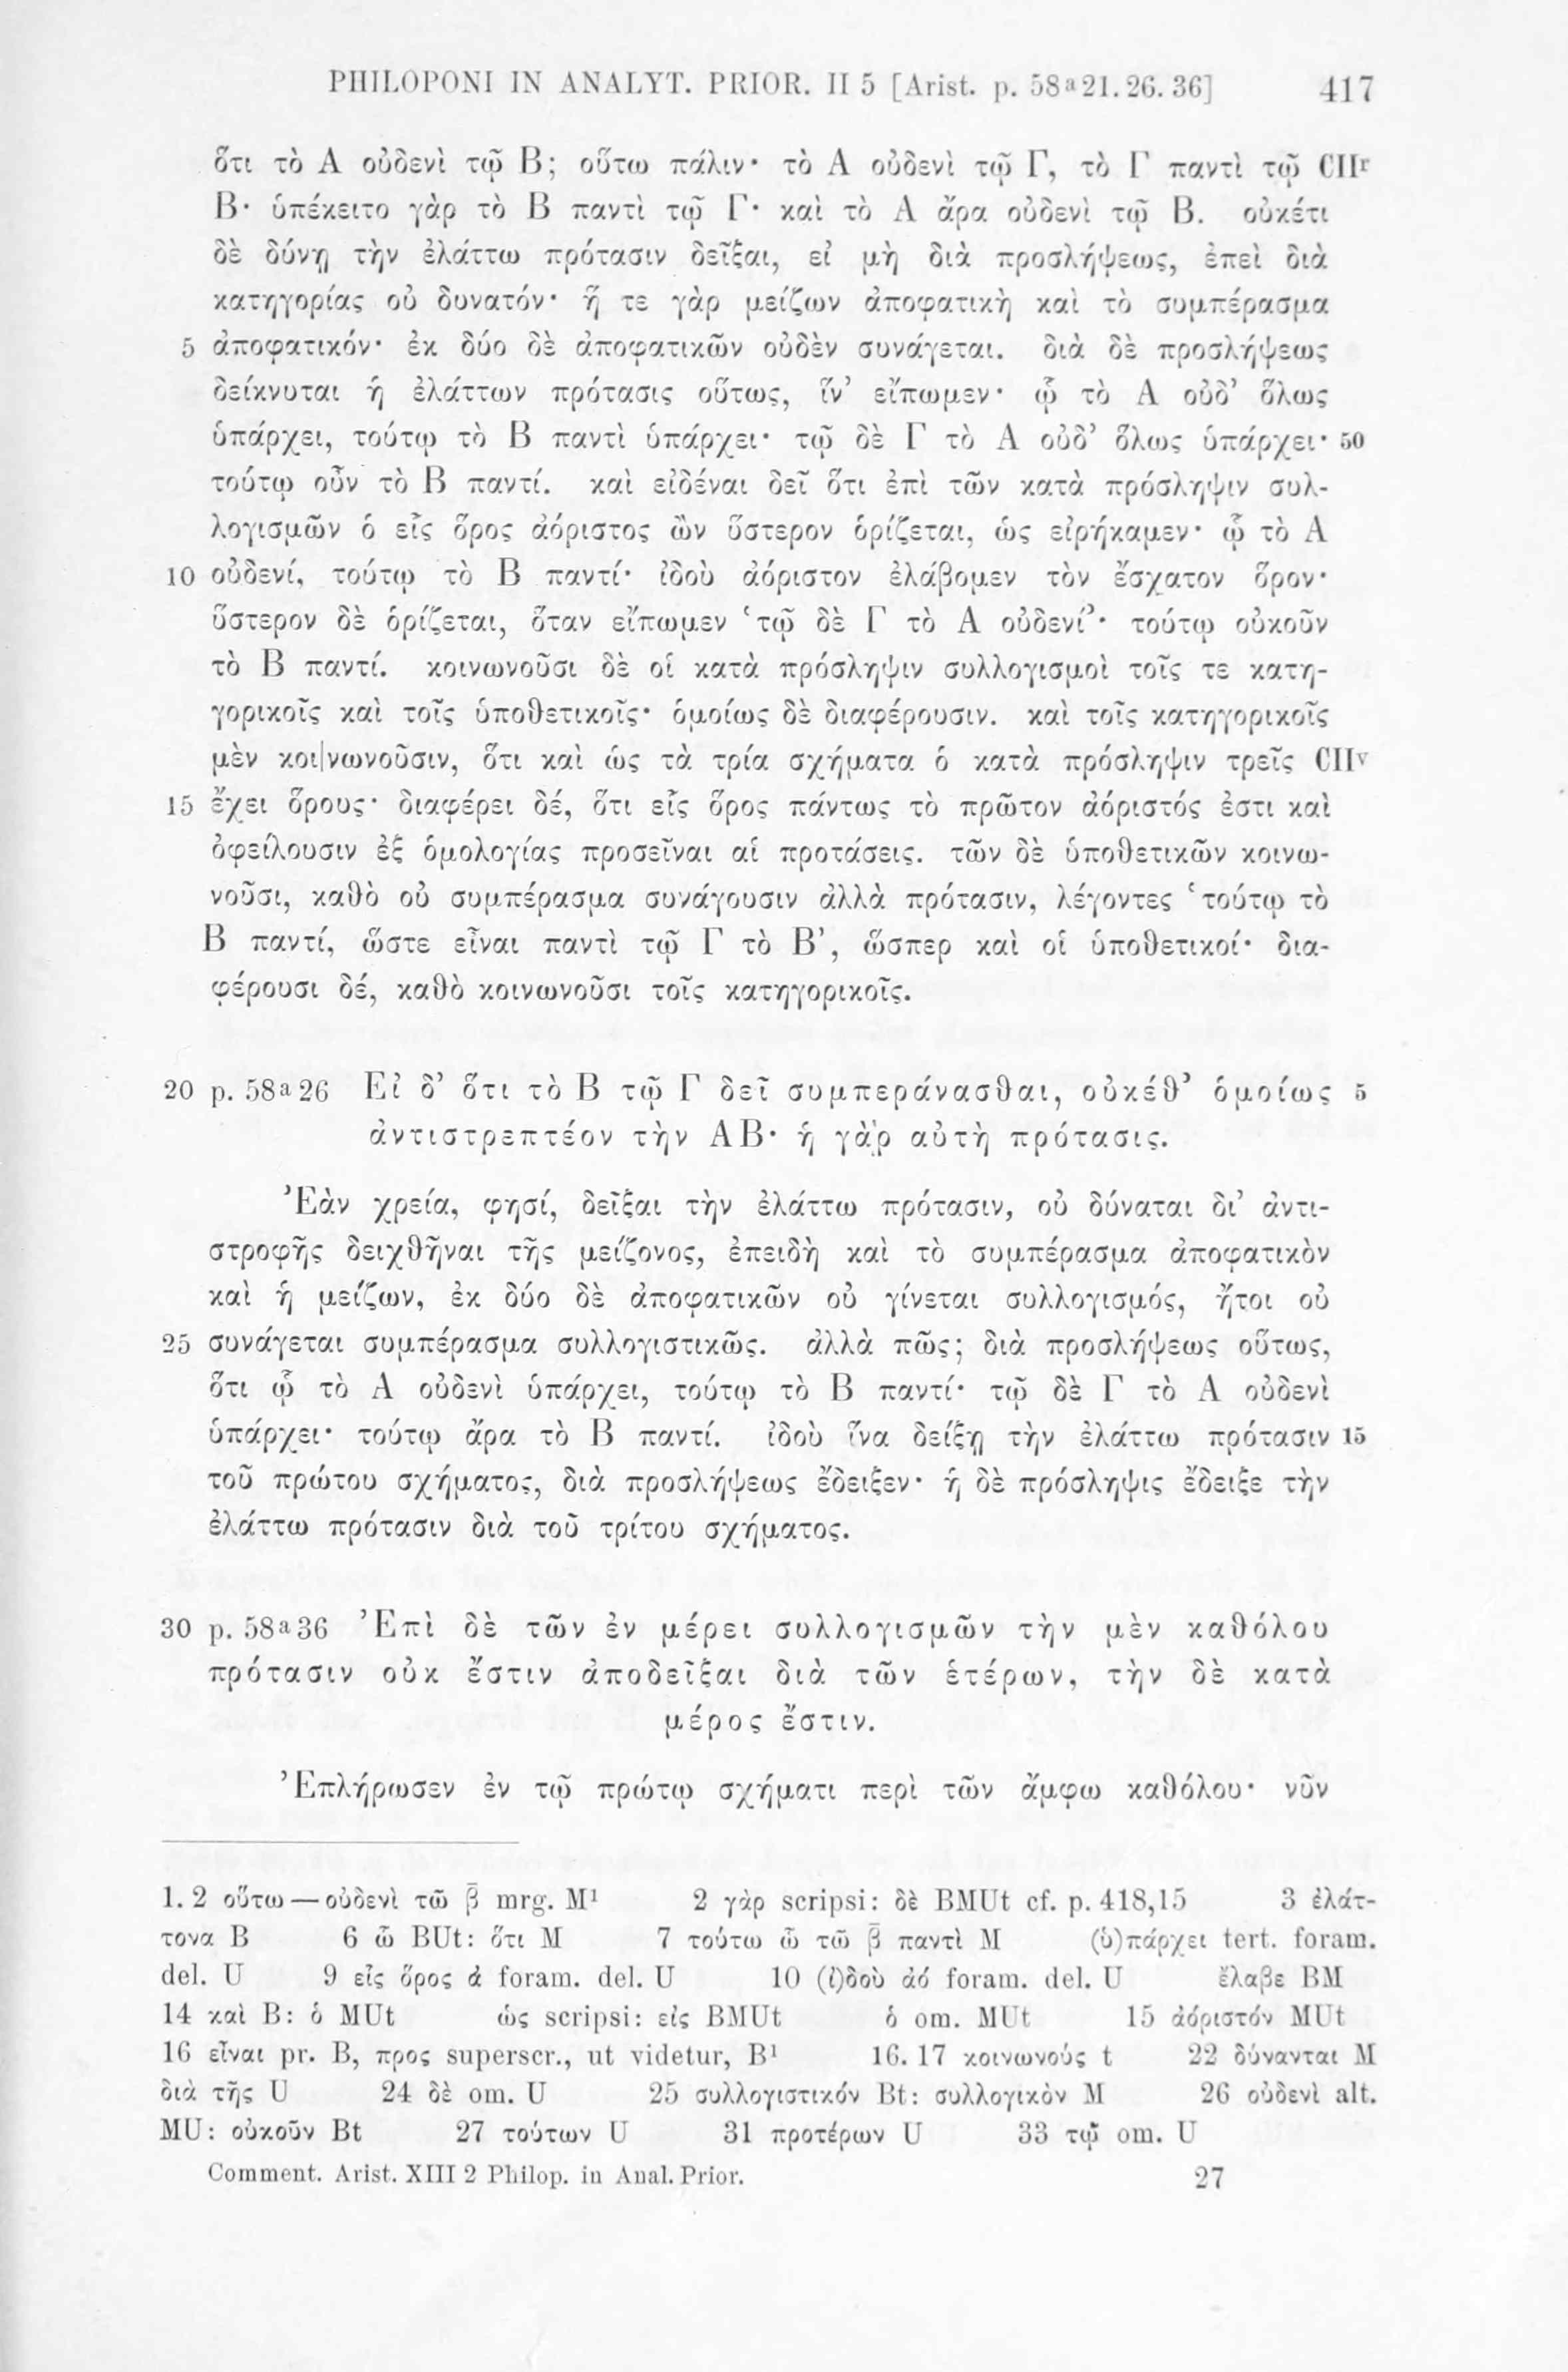 PHILOPONI IN ANALYT. PRIOR. II 5 [Arist. p. 58ª21. 26. 36] 417
ὅτι τὸ Α οὐδενὶ τῷ Β; οὕτω πάλιν· τὸ Α οὐδενὶ τῷ Γ, τὸ Γ παντὶ τῷ CIIʳ
Β· ὑπέκειτο γὰρ τὸ Β παντὶ τῷ Γ· καὶ τὸ Α ἄρα οὐδενὶ τῷ Β. οὐκέτι
δὲ δύνῃ τὴν ἐλάττω πρότασιν δεῖξαι, εἰ μὴ διὰ προσλήψεως, ἐπεὶ διὰ
κατηγορίας οὐ δυνατόν· ἥ τε γὰρ μείζων ἀποφατικὴ καὶ τὸ συμπέρασμα
5 ἀποφατικόν· ἐκ δύο δὲ ἀποφατικῶν οὐδὲν συνάγεται. διὰ δὲ προσλήψεως
δείκνυται ἡ ἐλάττων πρότασις οὕτως, ἵν’ εἴπωμεν· ᾧ τὸ Α οὐδ’ ὅλως
ὑπάρχει, τούτῳ τὸ Β παντὶ ὑπάρχει· τῷ δὲ Γ τὸ Α οὐδ’ ὅλως ὑπάρχει· 50
τούτῳ οὖν τὸ Β παντί. καὶ εἰδέναι δεῖ ὅτι ἐπὶ τῶν κατὰ πρόσληψιν συλ-
λογισμῶν ὁ εἷς ὅρος ἀόριστος ὢν ὕστερον ὁρίζεται, ὡς εἰρήκαμεν· ᾧ τὸ Α
10 οὐδενί, τούτῳ τὸ Β παντί· ἰδοὺ ἀόριστον ἐλάβομεν τὸν ἔσχατον ὅρον·
ὕστερον δὲ ὁρίζεται, ὅταν εἴπωμεν ‘τῷ δὲ Γ τὸ Α οὐδενί’· τούτῳ οὐκοῦν
τὸ Β παντί. κοινωνοῦσι δὲ οἱ κατὰ πρόσληψιν συλλογισμοὶ τοῖς τε κατη-
γορικοῖς καὶ τοῖς ὑποθετικοῖς· ὁμοίως δὲ διαφέρουσιν. καὶ τοῖς κατηγορικοῖς
μὲν κοι|νωνοῦσιν, ὅτι καὶ ὡς τὰ τρία σχήματα ὁ κατὰ πρόσληψιν τρεῖς CIIᵛ
15 ἔχει ὅρους· διαφέρει δέ, ὅτι εἷς ὅρος πάντως τὸ πρῶτον ἀόριστός ἐστι καὶ
ὀφείλουσιν ἐξ ὁμολογίας προσεῖναι αἱ προτάσεις. τῶν δὲ ὑποθετικῶν κοινω-
νοῦσι, καθὸ οὐ συμπέρασμα συνάγουσιν ἀλλὰ πρότασιν, λέγοντες ‘τούτῳ τὸ
Β παντί, ὥστε εἶναι παντὶ τῷ Γ τὸ Β’, ὥσπερ καὶ οἱ ὑποθετικοί· δια-
φέρουσι δέ, καθὸ κοινωνοῦσι τοῖς κατηγορικοῖς.
20 p. 58ª26 Εἰ δ’ ὅτι τὸ Β τῷ Γ δεῖ συμπεράνασθαι, οὐκέθ’ ὁμοίως 5
ἀντιστρεπτέον τὴν ΑΒ· ἡ γὰρ αὐτὴ πρότασις.
Ἐὰν χρεία, φησί, δεῖξαι τὴν ἐλάττω πρότασιν, οὐ δύναται δι’ ἀντι-
στροφῆς δειχθῆναι τῆς μείζονος, ἐπειδὴ καὶ τὸ συμπέρασμα ἀποφατικὸν
καὶ ἡ μείζων, ἐκ δύο δὲ ἀποφατικῶν οὐ γίνεται συλλογισμός, ἤτοι οὐ
25 συνάγεται συμπέρασμα συλλογιστικῶς. ἀλλὰ πῶς; διὰ προσλήψεως οὕτως,
ὅτι ᾧ τὸ Α οὐδενὶ ὑπάρχει, τούτῳ τὸ Β παντί· τῷ δὲ Γ τὸ Α οὐδενὶ
ὑπάρχει· τούτῳ ἄρα τὸ Β παντί. ἰδοὺ ἵνα δείξῃ τὴν ἐλάττω πρότασιν 15
τοῦ πρώτου σχήματος, διὰ προσλήψεως ἔδειξεν· ἡ δὲ πρόσληψις ἔδειξε τὴν
ἐλάττω πρότασιν διὰ τοῦ τρίτου σχήματος.
30 p. 58ª36 Ἐπὶ δὲ τῶν ἐν μέρει συλλογισμῶν τὴν μὲν καθόλου
πρότασιν οὐκ ἔστιν ἀποδεῖξαι διὰ τῶν ἑτέρων, τὴν δὲ κατὰ
μέρος ἔστιν.
Ἐπλήρωσεν ἐν τῷ πρώτῳ σχήματι περὶ τῶν ἄμφω καθόλου· νῦν
1. 2 οὕτω — οὐδενὶ τῶ β̄ mrg. M¹ 2 γὰρ scripsi: δὲ BMUt cf. p. 418,15 3 ἐλάτ-
τονα B 6 ὧ BUt: ὅτι M 7 τούτω ὧ τῶ β̄ παντὶ M (ὑ)πάρχει tert. foram.
del. U 9 εἷς ὅρος ἀ foram. del. U 10 (ἰ)δοὺ ἀό foram. del. U ἔλαβε BM
14 καὶ B: ὁ MUt ὡς scripsi: εἰς BMUt ὁ om. MUt 15 ἀόριστόν MUt
16 εἶναι pr. B, προς superscr., ut videtur, B¹ 16. 17 κοινωνούς t 22 δύνανται M
διὰ τῆς U 24 δὲ om. U 25 συλλογιστικόν Bt: συλλογικὸν M 26 οὐδενὶ alt.
MU: οὐκοῦν Bt 27 τούτων U 31 προτέρων U 33 τῷ om. U
Comment. Arist. XIII 2 Philop. in Anal. Prior. 27